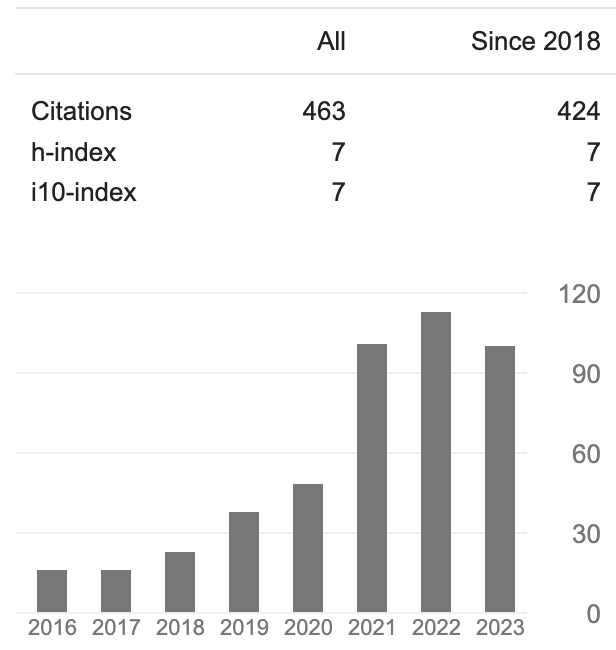 All Since 2018
Citations 463 424
h-index 7 7
i10-index 7 7
120
90
60
30
0
2016 2017 2018 2019 2020 2021 2022 2023